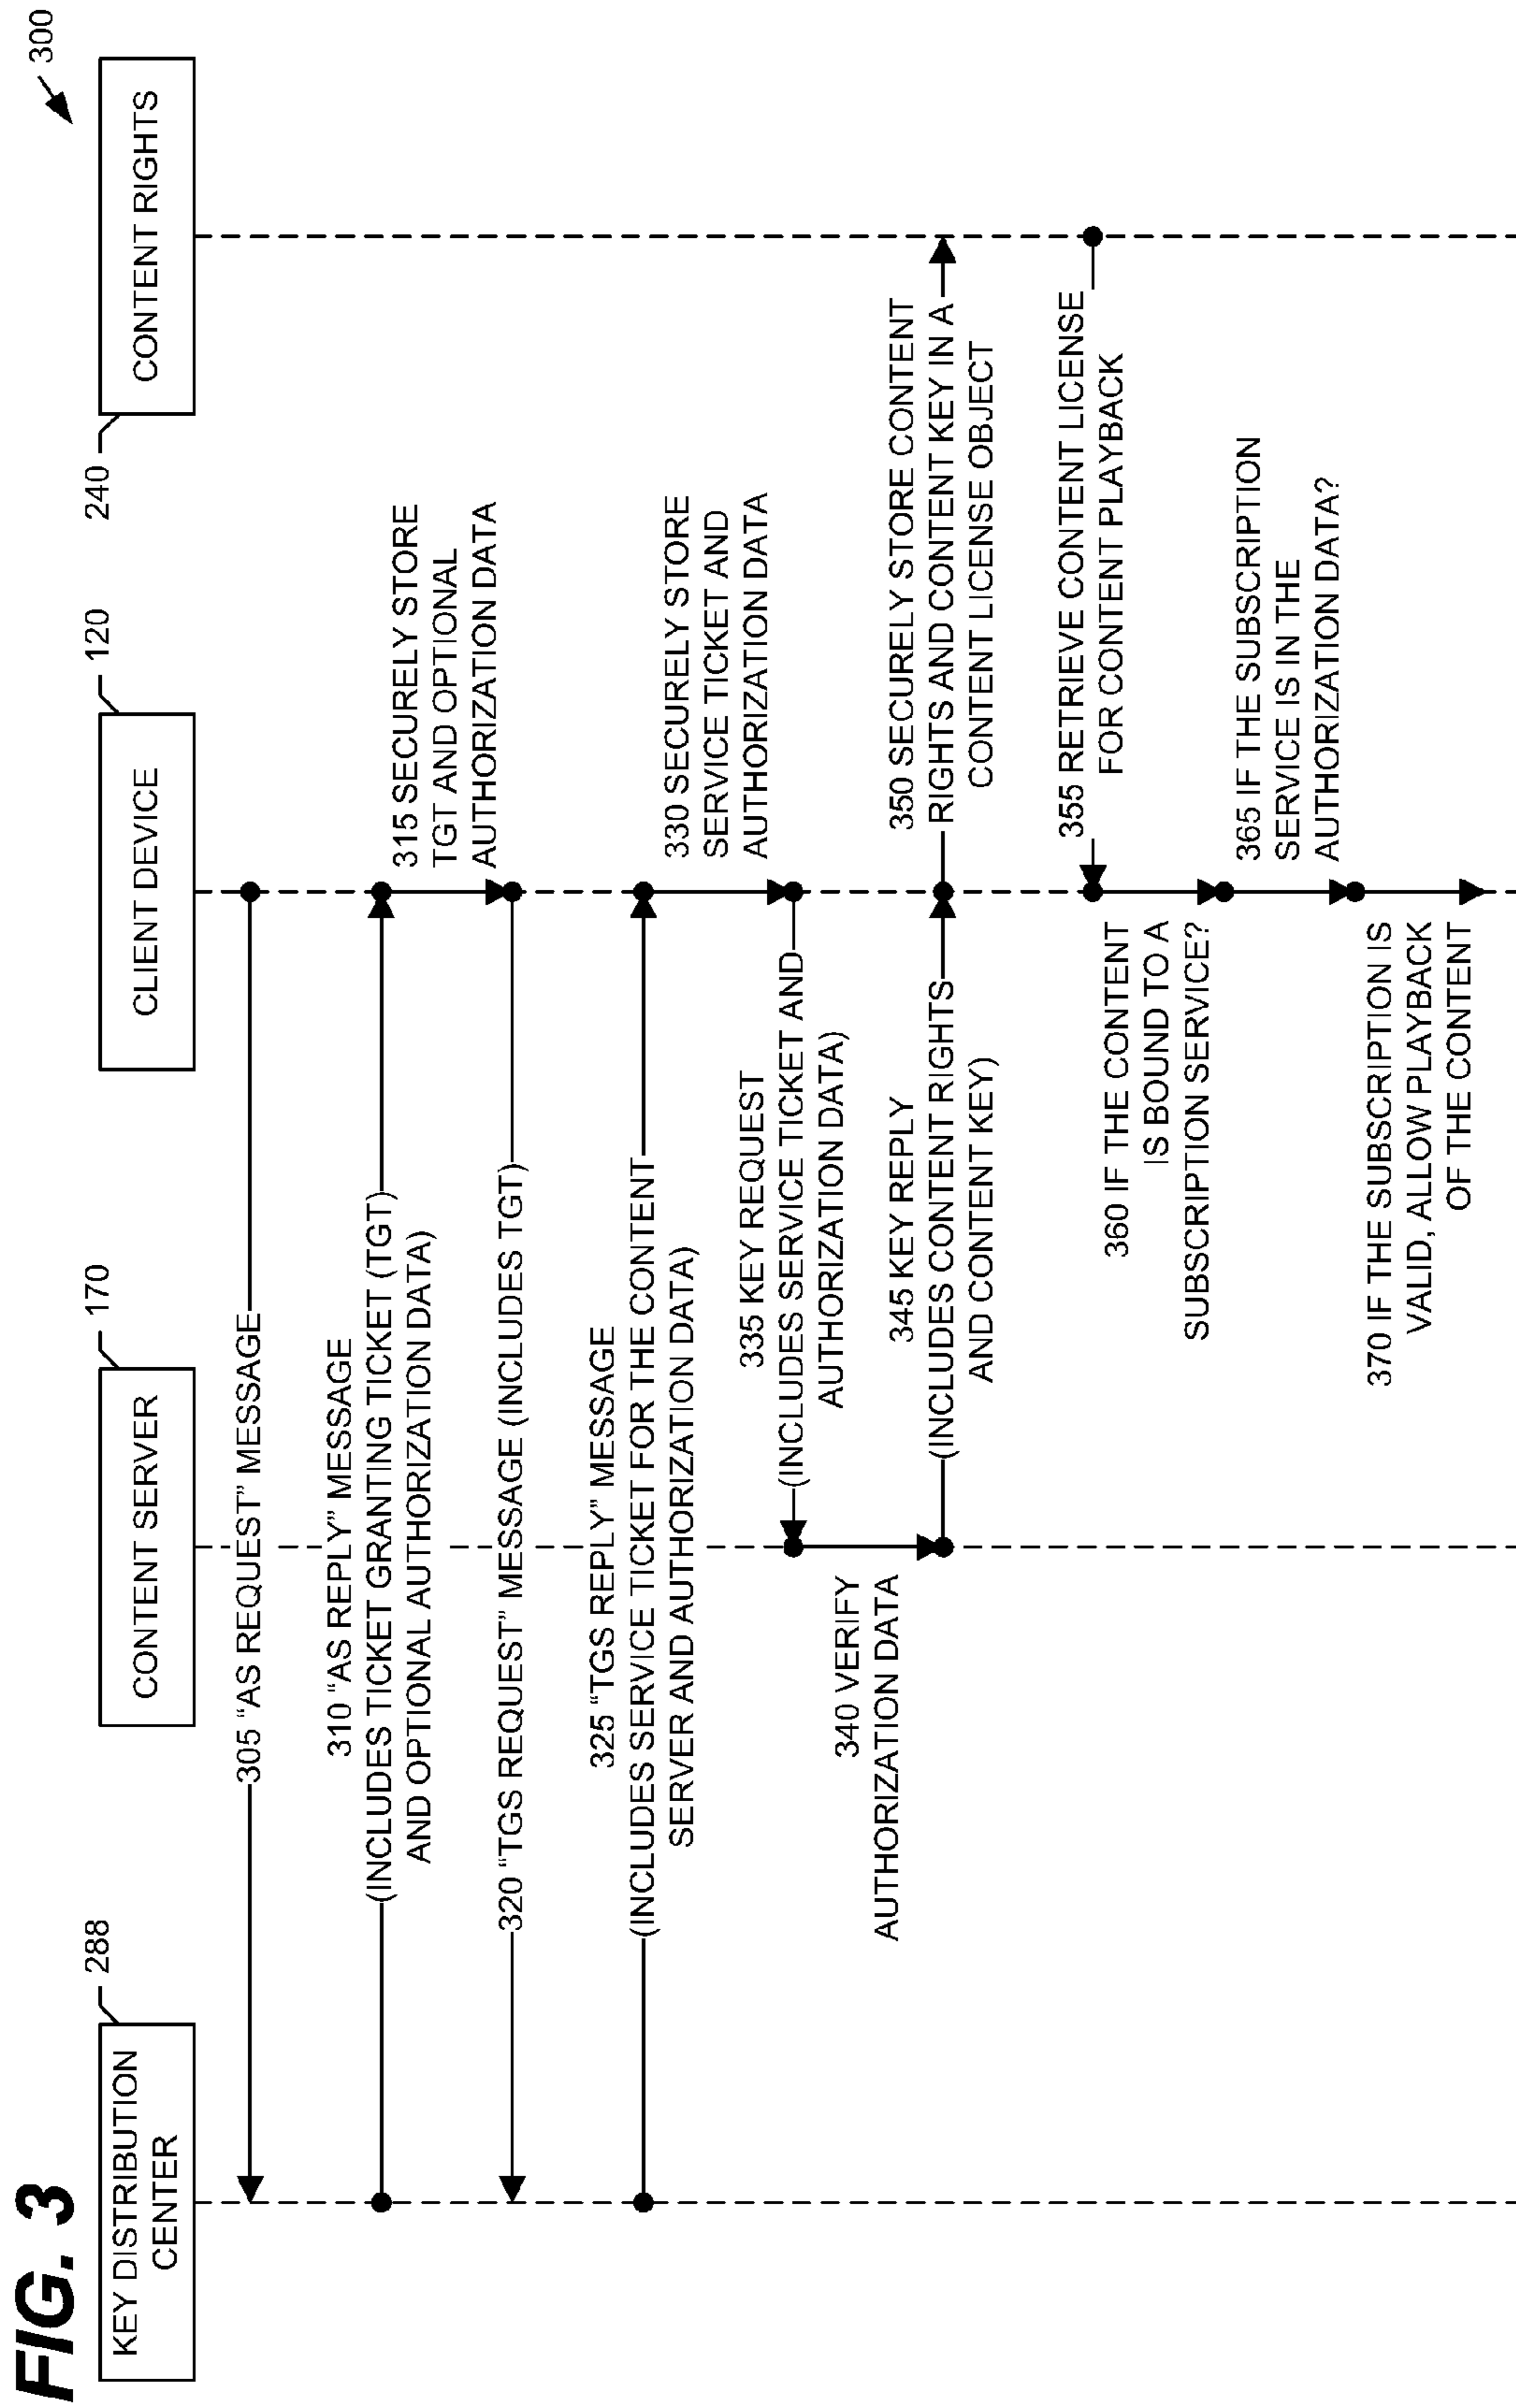 FIG. 3
300
KEY DISTRIBUTION
CENTER
288
CONTENT SERVER
170
CLIENT DEVICE
120
CONTENT RIGHTS
240
305 “AS REQUEST” MESSAGE
310 “AS REPLY” MESSAGE
(INCLUDES TICKET GRANTING TICKET (TGT)
AND OPTIONAL AUTHORIZATION DATA)
315 SECURELY STORE
TGT AND OPTIONAL
AUTHORIZATION DATA
320 “TGS REQUEST” MESSAGE (INCLUDES TGT)
325 “TGS REPLY” MESSAGE
(INCLUDES SERVICE TICKET FOR THE CONTENT
SERVER AND AUTHORIZATION DATA)
330 SECURELY STORE
SERVICE TICKET AND
AUTHORIZATION DATA
335 KEY REQUEST
(INCLUDES SERVICE TICKET AND
AUTHORIZATION DATA)
340 VERIFY
AUTHORIZATION DATA
345 KEY REPLY
(INCLUDES CONTENT RIGHTS
AND CONTENT KEY)
350 SECURELY STORE CONTENT
RIGHTS AND CONTENT KEY IN A
CONTENT LICENSE OBJECT
355 RETRIEVE CONTENT LICENSE
FOR CONTENT PLAYBACK
360 IF THE CONTENT
IS BOUND TO A
SUBSCRIPTION SERVICE?
365 IF THE SUBSCRIPTION
SERVICE IS IN THE
AUTHORIZATION DATA?
370 IF THE SUBSCRIPTION IS
VALID, ALLOW PLAYBACK
OF THE CONTENT